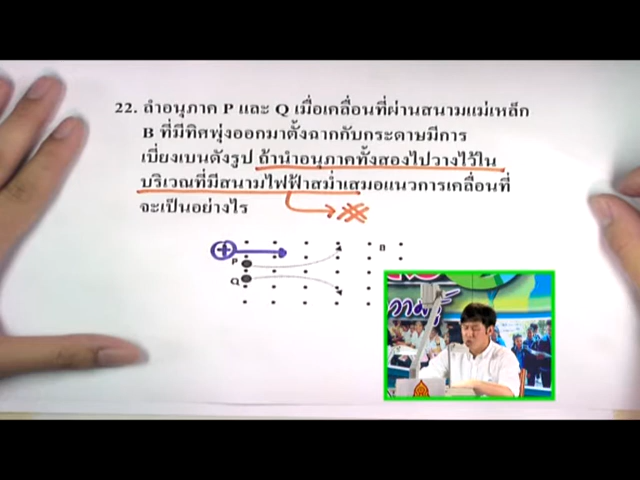 22. ลำอนุภาค P และ Q เมื่อเคลื่อนที่ผ่านสนามแม่เหล็ก
B ที่มีทิศพุ่งออกมาตั้งฉากกับกระดาษมีการ
เบี่ยงเบนดังรูป ถ้านำอนุภาคทั้งสองไปวางไว้ใน
บริเวณที่มีสนามไฟฟ้าสม่ำเสมอแนวการเคลื่อนที่
จะเป็นอย่างไร
B
+
P
Q